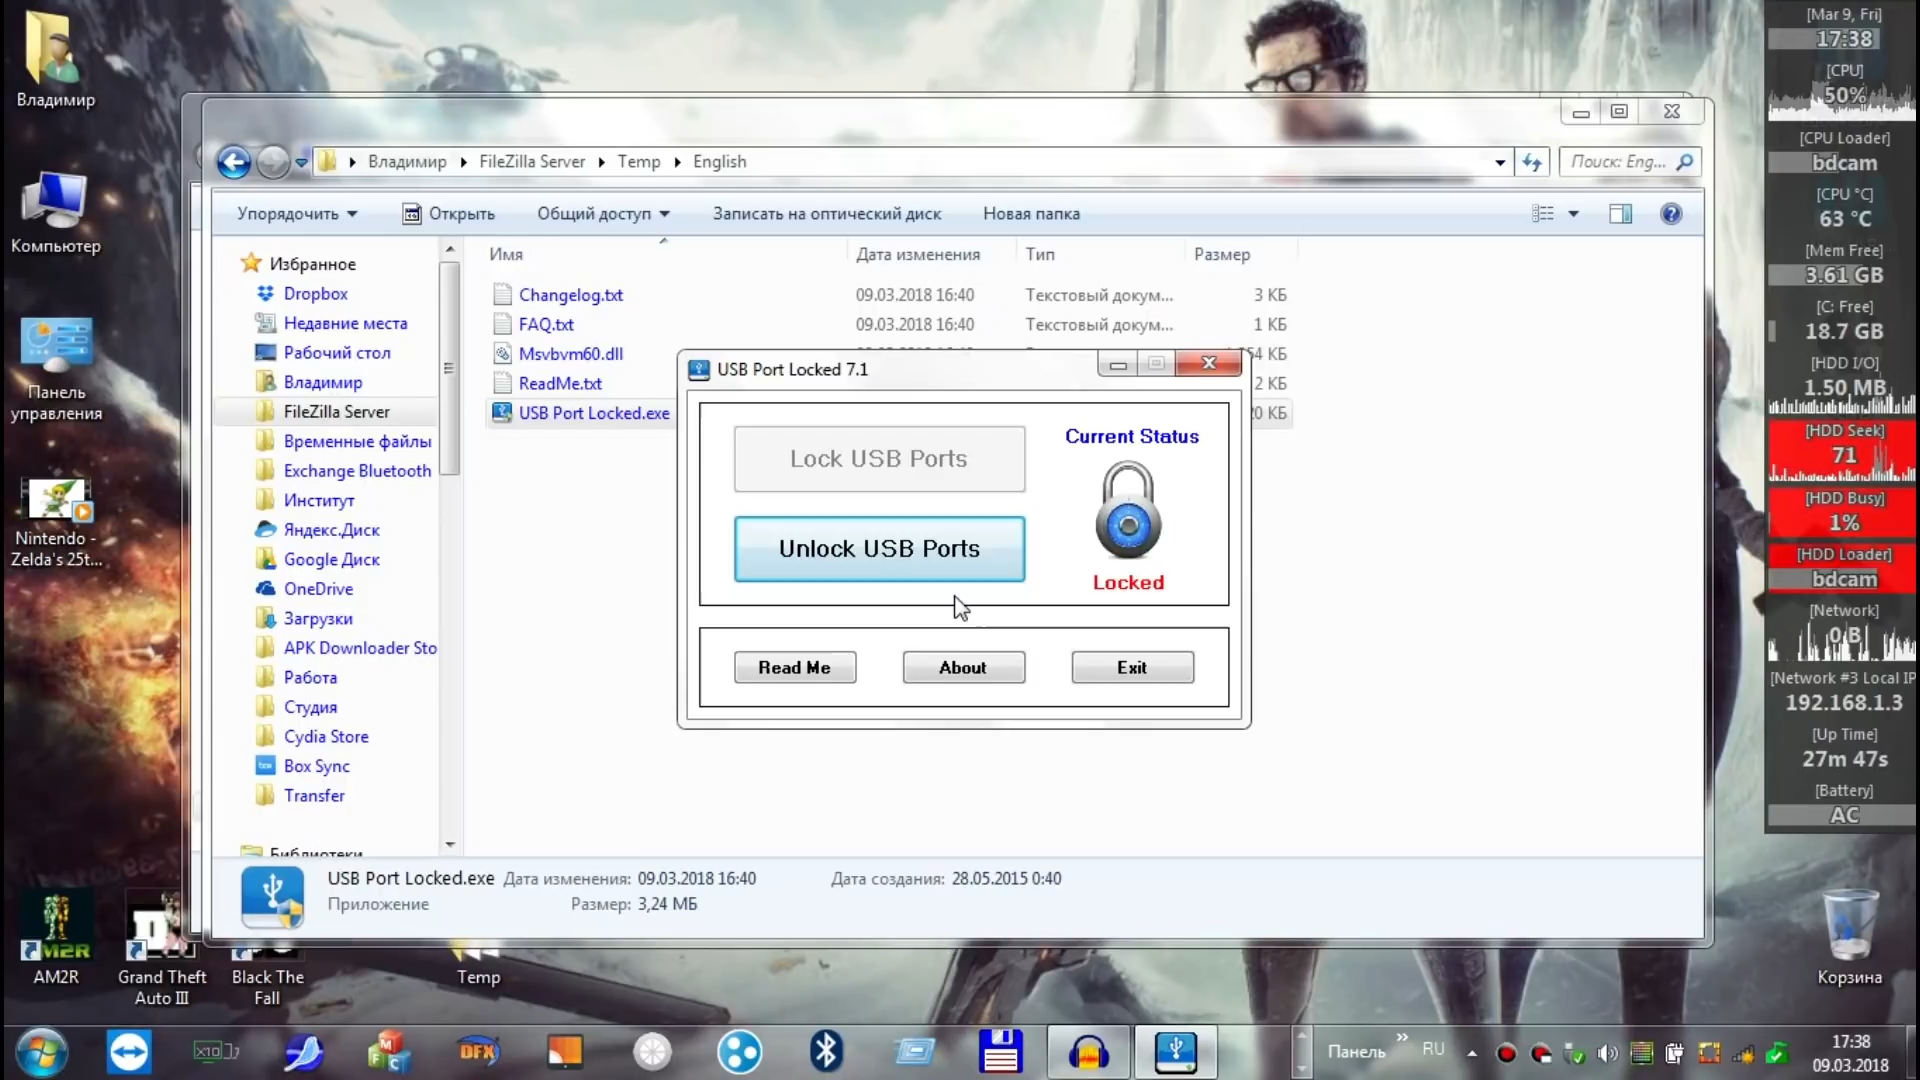 Владимир
Компьютер
Панель
управления
Nintendo -
Zelda's 25t...
AM2R
Grand Theft
Auto III
Black The
Fall
Temp
Корзина
Владимир FileZilla Server Temp English
Поиск: Eng...
Упорядочить Открыть Общий доступ Записать на оптический диск Новая папка
Избранное
Dropbox
Недавние места
Рабочий стол
Владимир
FileZilla Server
Временные файлы
Exchange Bluetooth
Институт
Яндекс.Диск
Google Диск
OneDrive
Загрузки
APK Downloader Sto
Работа
Студия
Cydia Store
Box Sync
Transfer
Библиотеки
Имя Дата изменения Тип Размер
Changelog.txt 09.03.2018 16:40 Текстовый докум... 3 КБ
FAQ.txt 09.03.2018 16:40 Текстовый докум... 1 КБ
Msvbvm60.dll КБ
ReadMe.txt 2 КБ
USB Port Locked.exe КБ
USB Port Locked 7.1
Lock USB Ports
Unlock USB Ports
Current Status
Locked
Read Me
About
Exit
USB Port Locked.exe Дата изменения: 09.03.2018 16:40 Дата создания: 28.05.2015 0:40
Приложение Размер: 3,24 МБ
[Mar 9, Fri]
17:38
[CPU]
50%
[CPU Loader]
bdcam
[CPU °C]
63 °C
[Mem Free]
3.61 GB
[C: Free]
18.7 GB
[HDD I/O]
1.50 MB
[HDD Seek]
71
[HDD Busy]
1%
[HDD Loader]
bdcam
[Network]
0 B
[Network #3 Local IP
192.168.1.3
[Up Time]
27m 47s
[Battery]
AC
X10
DFX
Панель
RU
17:38
09.03.2018